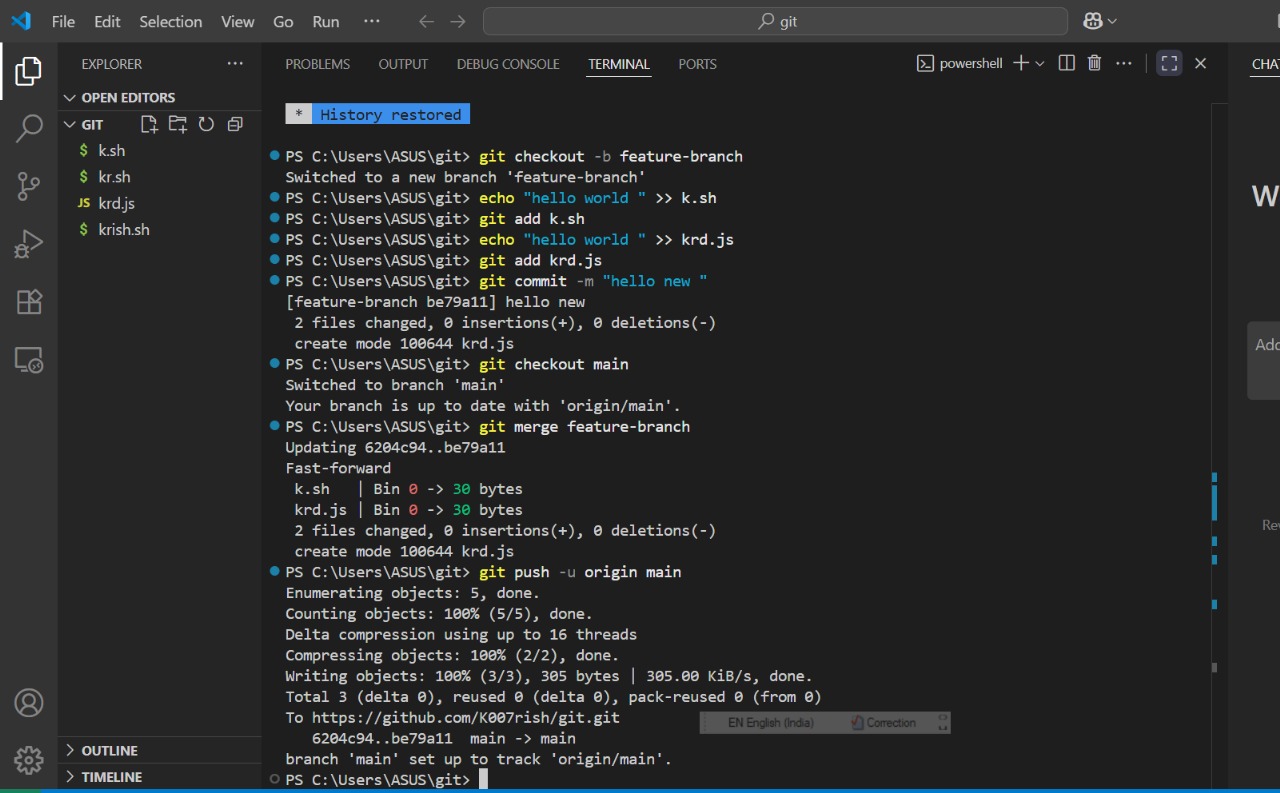 File Edit Selection View Go Run ··· git
EXPLORER ···
OPEN EDITORS
GIT
$ k.sh
$ kr.sh
JS krd.js
$ krish.sh
OUTLINE
TIMELINE
PROBLEMS OUTPUT DEBUG CONSOLE TERMINAL PORTS powershell ···
* History restored
PS C:\Users\ASUS\git> git checkout -b feature-branch
Switched to a new branch 'feature-branch'
PS C:\Users\ASUS\git> echo "hello world " >> k.sh
PS C:\Users\ASUS\git> git add k.sh
PS C:\Users\ASUS\git> echo "hello world " >> krd.js
PS C:\Users\ASUS\git> git add krd.js
PS C:\Users\ASUS\git> git commit -m "hello new "
[feature-branch be79a11] hello new
 2 files changed, 0 insertions(+), 0 deletions(-)
 create mode 100644 krd.js
PS C:\Users\ASUS\git> git checkout main
Switched to branch 'main'
Your branch is up to date with 'origin/main'.
PS C:\Users\ASUS\git> git merge feature-branch
Updating 6204c94..be79a11
Fast-forward
 k.sh   | Bin 0 -> 30 bytes
 krd.js | Bin 0 -> 30 bytes
 2 files changed, 0 insertions(+), 0 deletions(-)
 create mode 100644 krd.js
PS C:\Users\ASUS\git> git push -u origin main
Enumerating objects: 5, done.
Counting objects: 100% (5/5), done.
Delta compression using up to 16 threads
Compressing objects: 100% (2/2), done.
Writing objects: 100% (3/3), 305 bytes | 305.00 KiB/s, done.
Total 3 (delta 0), reused 0 (delta 0), pack-reused 0 (from 0)
To https://github.com/K007rish/git.git
   6204c94..be79a11  main -> main
branch 'main' set up to track 'origin/main'.
PS C:\Users\ASUS\git>
EN English (India) Correction
CHA
W
Add
Re